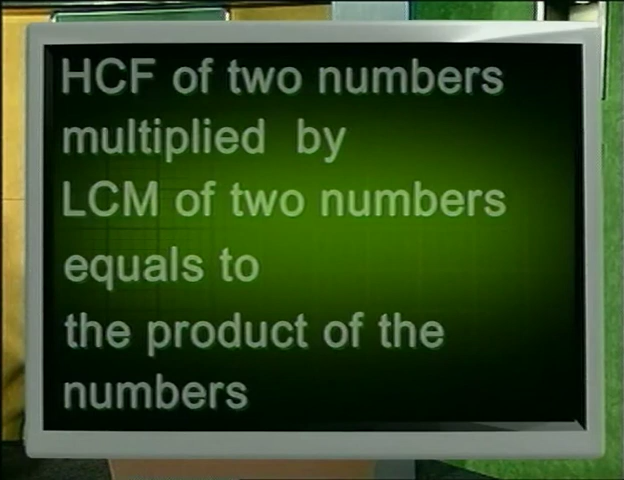 HCF of two numbers
multiplied by
LCM of two numbers
equals to
the product of the
numbers